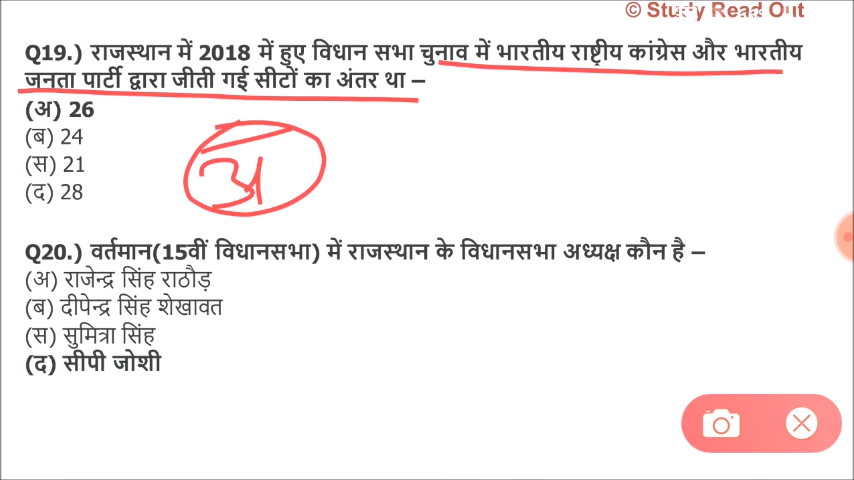 © Study Read Out
Q19.) राजस्थान में 2018 में हुए विधान सभा चुनाव में भारतीय राष्ट्रीय कांग्रेस और भारतीय
जनता पार्टी द्वारा जीती गई सीटों का अंतर था –
(अ) 26
(ब) 24
(स) 21
(द) 28
अ
Q20.) वर्तमान(15वीं विधानसभा) में राजस्थान के विधानसभा अध्यक्ष कौन है –
(अ) राजेन्द्र सिंह राठौड़
(ब) दीपेन्द्र सिंह शेखावत
(स) सुमित्रा सिंह
(द) सीपी जोशी